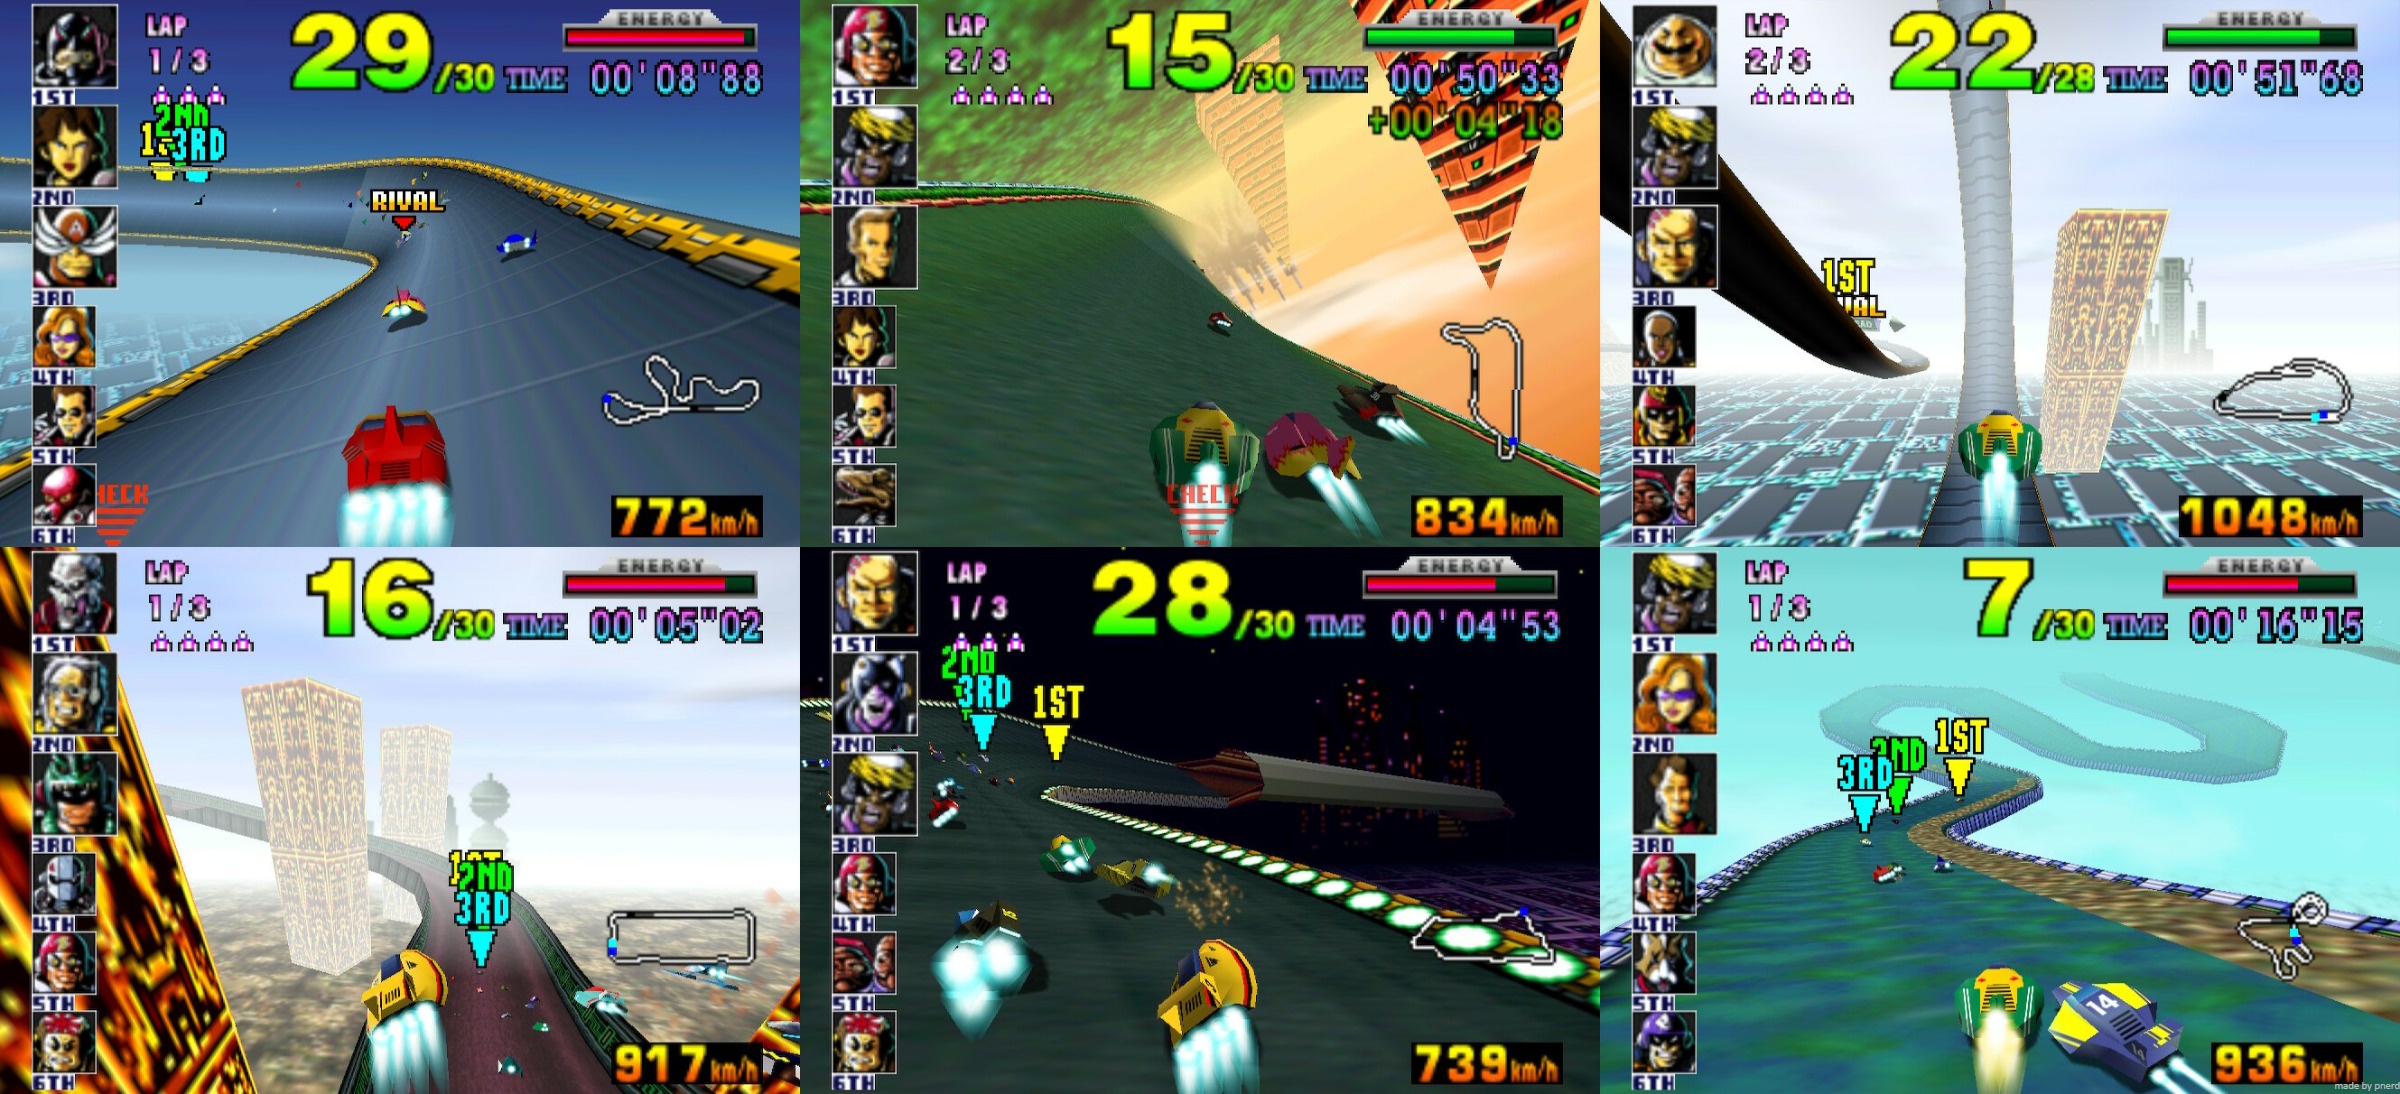 LAP
1/3
29/30 TIME 00'08"88
ENERGY
1ST
2ND
3RD
4TH
5TH
6TH
2ND
3RD
RIVAL
CHECK
772km/h
LAP
2/3
15/30 TIME 00'50"33
+00'04"18
ENERGY
1ST
2ND
3RD
4TH
5TH
6TH
CHECK
834km/h
LAP
2/3
22/28 TIME 00'51"68
ENERGY
1ST
2ND
3RD
4TH
5TH
6TH
1ST
1048km/h
LAP
1/3
16/30 TIME 00'05"02
ENERGY
1ST
2ND
3RD
4TH
5TH
6TH
1ST
2ND
3RD
917km/h
LAP
1/3
28/30 TIME 00'04"53
ENERGY
1ST
2ND
3RD
4TH
5TH
6TH
2ND
3RD
1ST
739km/h
LAP
1/3
7/30 TIME 00'16"15
ENERGY
1ST
2ND
3RD
4TH
5TH
6TH
1ST
2ND
3RD
14
936km/h
made by pnerd